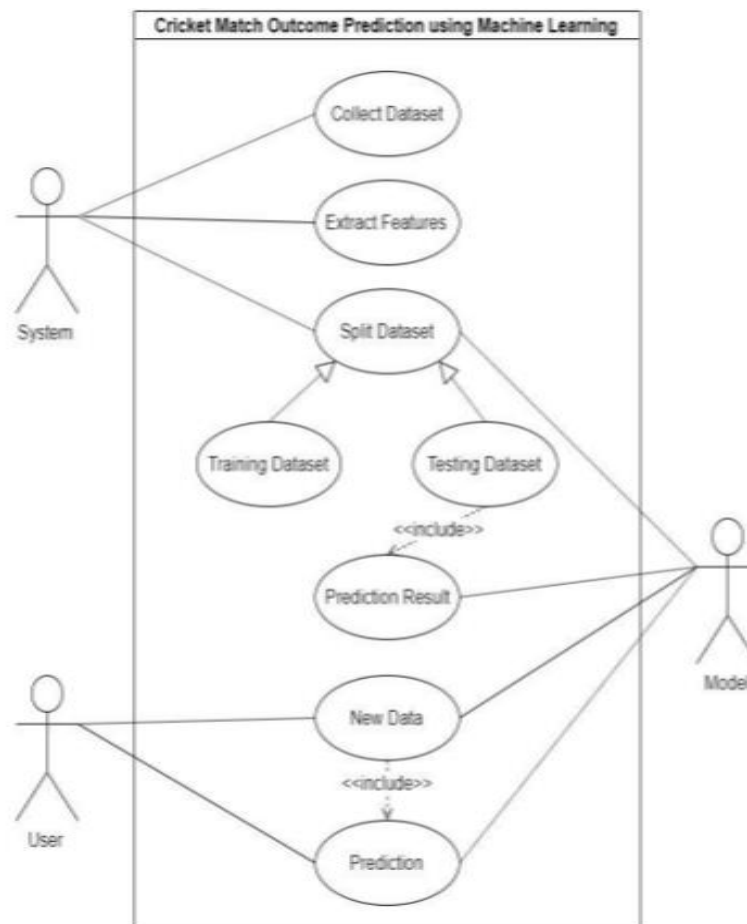 Cricket Match Outcome Prediction using Machine Learning
Collect Dataset
Extract Features
System
Split Dataset
Training Dataset
Testing Dataset
<<include>>
Prediction Result
Model
New Data
<<include>>
User
Prediction